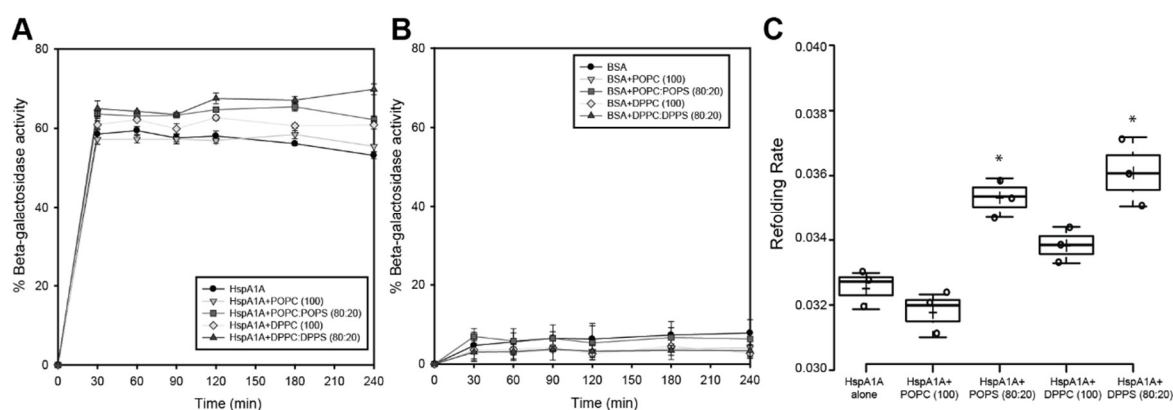 A
80
60
40
20
0
% Beta-galactosidase activity
HspA1A
HspA1A+POPC (100)
HspA1A+POPC:POPS (80:20)
HspA1A+DPPC (100)
HspA1A+DPPC:DPPS (80:20)
0 30 60 90 120 180 240
Time (min)
B
80
60
40
20
0
% Beta-galactosidase activity
BSA
BSA+POPC (100)
BSA+POPC:POPS (80:20)
BSA+DPPC (100)
BSA+DPPC:DPPS (80:20)
0 30 60 90 120 180 240
Time (min)
C
0.040
0.038
0.036
0.034
0.032
0.030
Refolding Rate
*
*
HspA1A
alone
HspA1A+
POPC (100)
HspA1A+
POPS (80:20)
HspA1A+
DPPC (100)
HspA1A+
DPPS (80:20)